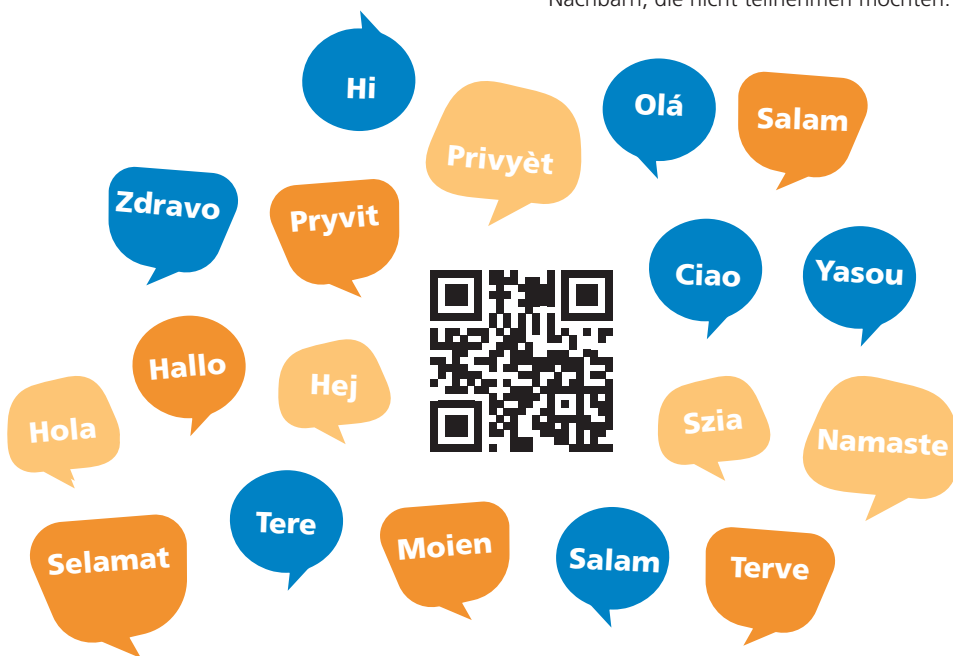 Nachbarn, die nicht teilnehmen möchten.
Hi
Olá
Salam
Privyèt
Zdravo
Pryvit
Ciao
Yasou
Hallo
Hej
Hola
Szia
Namaste
Tere
Moien
Selamat
Salam
Terve